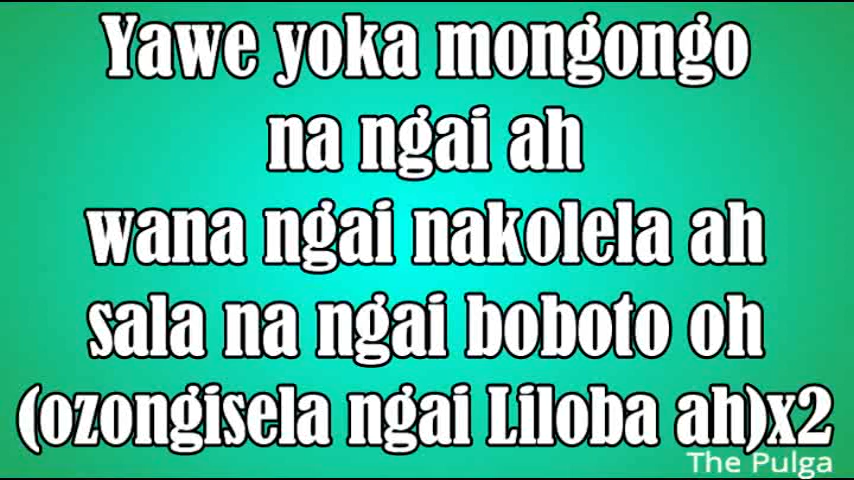 Yawe yoka mongongo
na ngai ah
wana ngai nakolela ah
sala na ngai boboto oh
(ozongisela ngai Liloba ah)x2
The Pulga